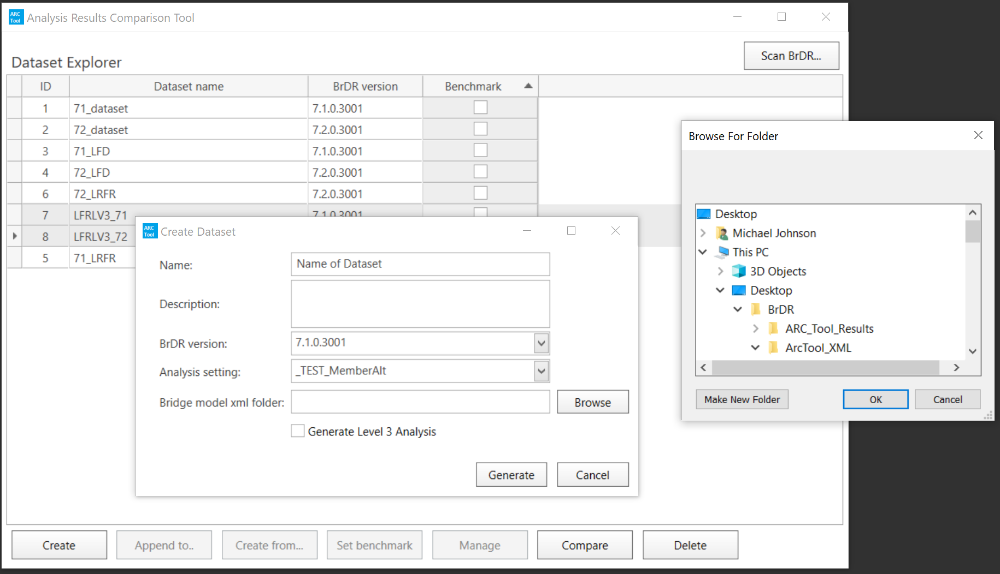 ARC Tool Analysis Results Comparison Tool
Dataset Explorer
Scan BrDR...
ID Dataset name BrDR version Benchmark
1 71_dataset 7.1.0.3001
2 72_dataset 7.2.0.3001
3 71_LFD 7.1.0.3001
4 72_LFD 7.2.0.3001
6 72_LRFR 7.2.0.3001
7 LFRLV3_71 7.1.0.3001
8 LFRLV3_72
5 71_LRFR
ARC Tool Create Dataset
Name: Name of Dataset
Description:
BrDR version: 7.1.0.3001
Analysis setting: _TEST_MemberAlt
Bridge model xml folder: Browse
Generate Level 3 Analysis
Generate Cancel
Browse For Folder
Desktop
Michael Johnson
This PC
3D Objects
Desktop
BrDR
ARC_Tool_Results
ArcTool_XML
Make New Folder OK Cancel
Create Append to.. Create from... Set benchmark Manage Compare Delete